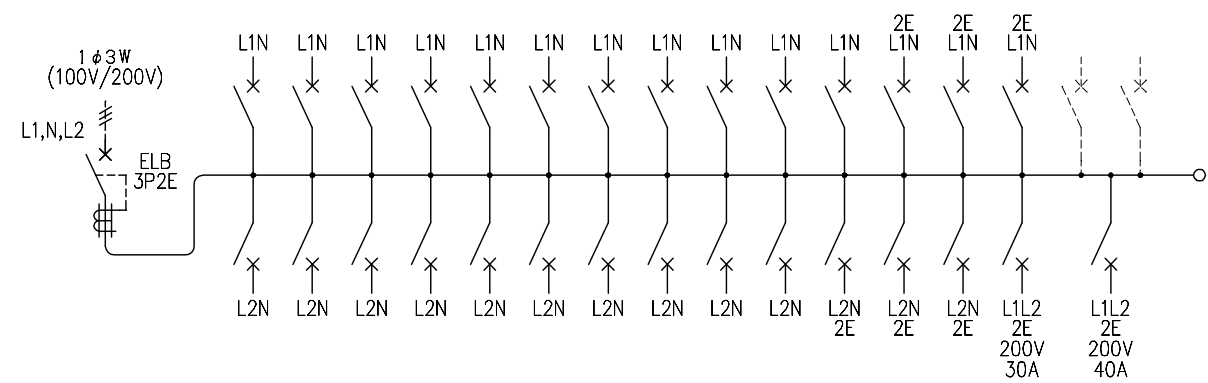 1φ3W
(100V/200V)
L1,N,L2
ELB
3P2E
2E 2E 2E
L1N L1N L1N L1N L1N L1N L1N L1N L1N L1N L1N L1N L1N L1N
L2N L2N L2N L2N L2N L2N L2N L2N L2N L2N L2N L2N L2N L1L2 L1L2
2E 2E 2E 2E 2E
200V 200V
30A 40A